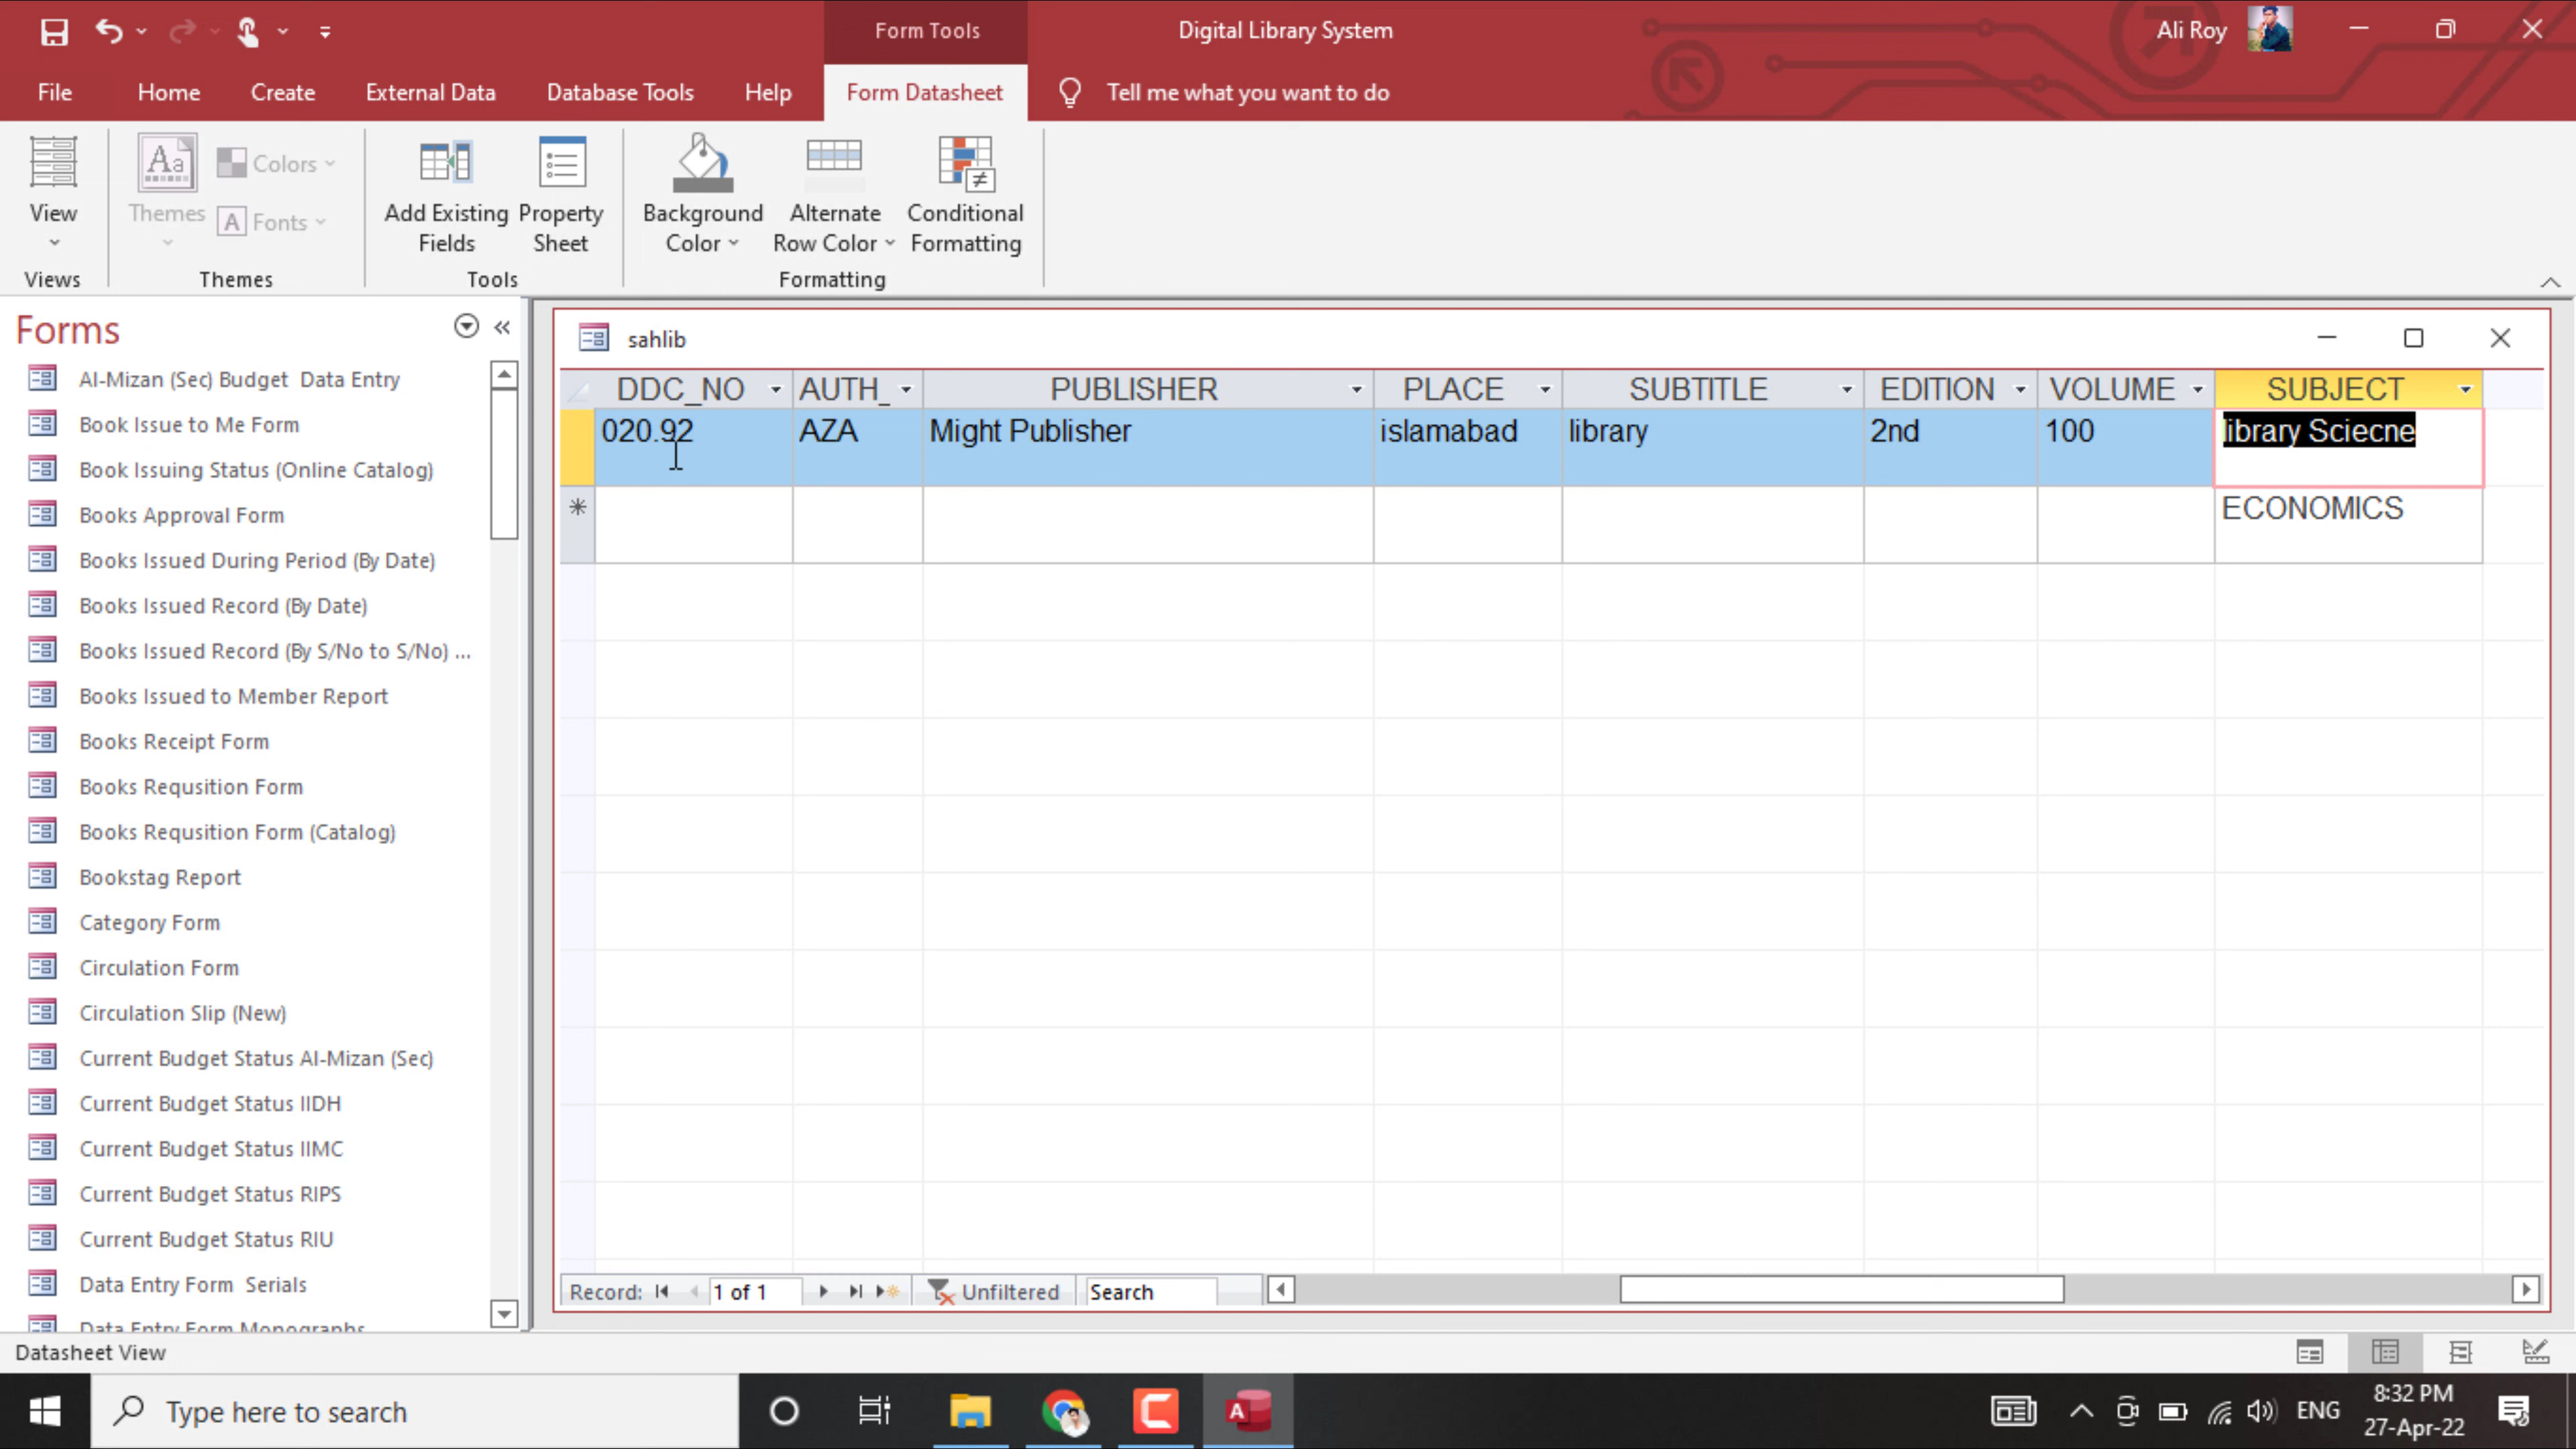 Form Tools
Digital Library System
Ali Roy
File
Home
Create
External Data
Database Tools
Help
Form Datasheet
Tell me what you want to do
View
Themes
Colors
Fonts
Add Existing Fields
Property Sheet
Background Color
Alternate Row Color
Conditional Formatting
Views
Themes
Tools
Formatting
Forms
Al-Mizan (Sec) Budget Data Entry
Book Issue to Me Form
Book Issuing Status (Online Catalog)
Books Approval Form
Books Issued During Period (By Date)
Books Issued Record (By Date)
Books Issued Record (By S/No to S/No) ...
Books Issued to Member Report
Books Receipt Form
Books Requsition Form
Books Requsition Form (Catalog)
Bookstag Report
Category Form
Circulation Form
Circulation Slip (New)
Current Budget Status Al-Mizan (Sec)
Current Budget Status IIDH
Current Budget Status IIMC
Current Budget Status RIPS
Current Budget Status RIU
Data Entry Form Serials
Data Entry Form Monographs
sahlib
DDC_NO AUTH_ PUBLISHER PLACE SUBTITLE EDITION VOLUME SUBJECT
020.92 AZA Might Publisher islamabad library 2nd 100 library Sciecne
ECONOMICS
Record: 1 of 1 Unfiltered Search
Datasheet View
Type here to search
ENG
8:32 PM
27-Apr-22